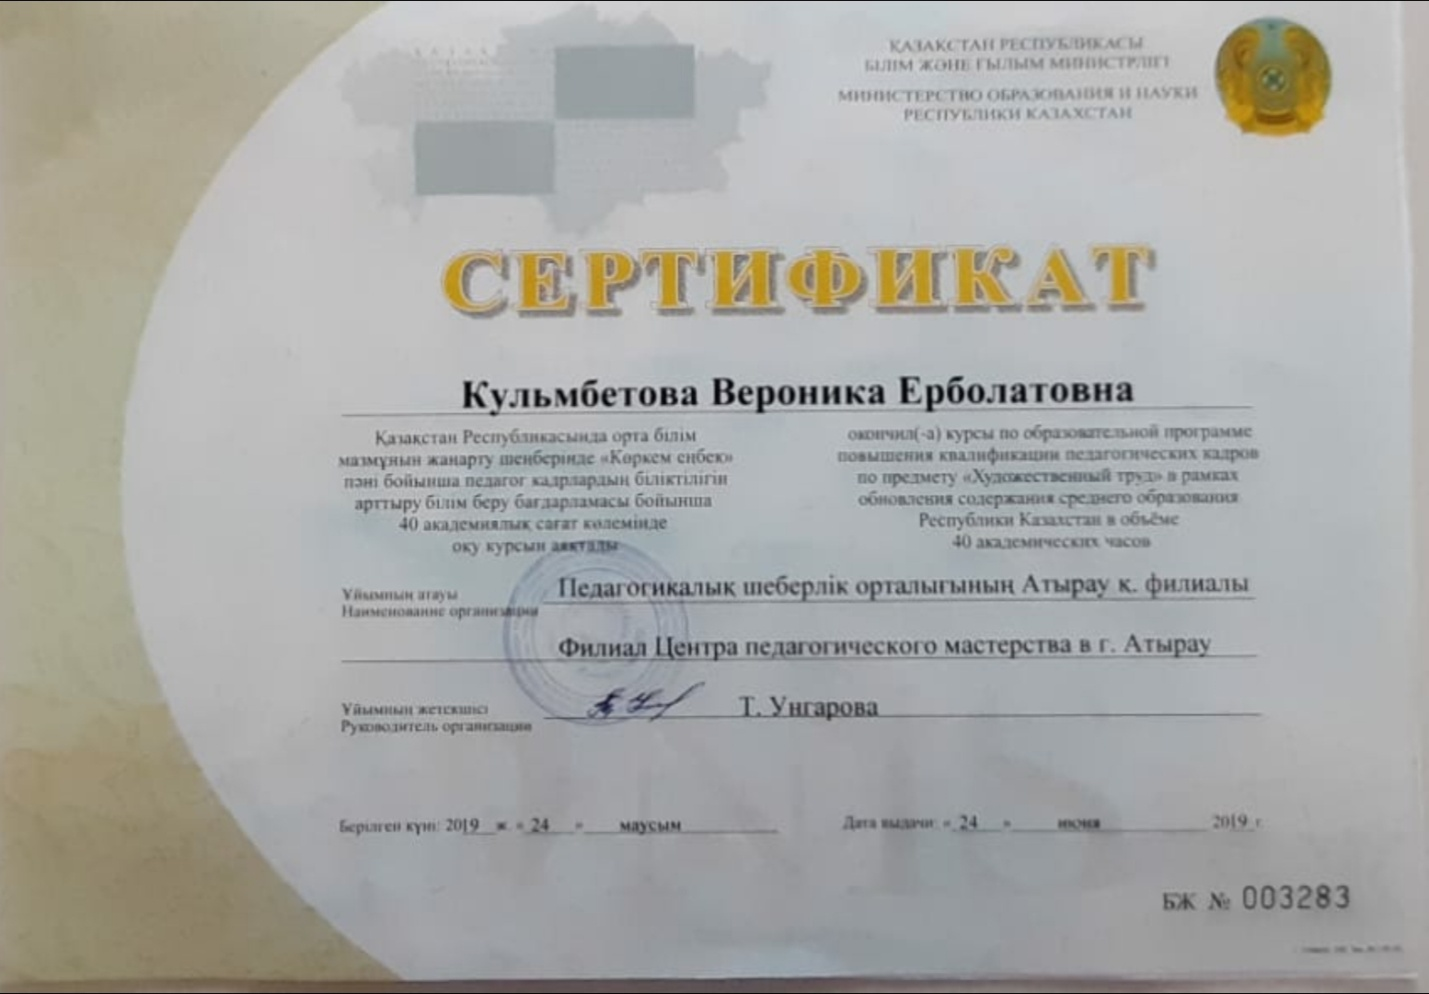 ҚАЗАҚСТАН РЕСПУБЛИКАСЫ
БІЛІМ ЖӘНЕ ҒЫЛЫМ МИНИСТРЛІГІ
МИНИСТЕРСТВО ОБРАЗОВАНИЯ И НАУКИ
РЕСПУБЛИКИ КАЗАХСТАН
СЕРТИФИКАТ
Кульмбетова Вероника Ерболатовна
Қазақстан Республикасында орта білім
мазмұнын жаңарту шеңберінде «Көркем еңбек»
пәні бойынша педагог кадрлардың біліктілігін
арттыру білім беру бағдарламасы бойынша
40 академиялық сағат көлемінде
оқу курсын аяқтады
окончил(-а) курсы по образовательной программе
повышения квалификации педагогических кадров
по предмету «Художественный труд» в рамках
обновления содержания среднего образования
Республики Казахстан в объёме
40 академических часов
Ұйымның атауы
Наименование организации
Педагогикалық шеберлік орталығының Атырау қ. филиалы
Филиал Центра педагогического мастерства в г. Атырау
Ұйымның жетекшісі
Руководитель организации
Т. Унгарова
Берілген күні: 2019 ж. « 24 » маусым
Дата выдачи: « 24 » июня 2019 г.
БЖ № 003283